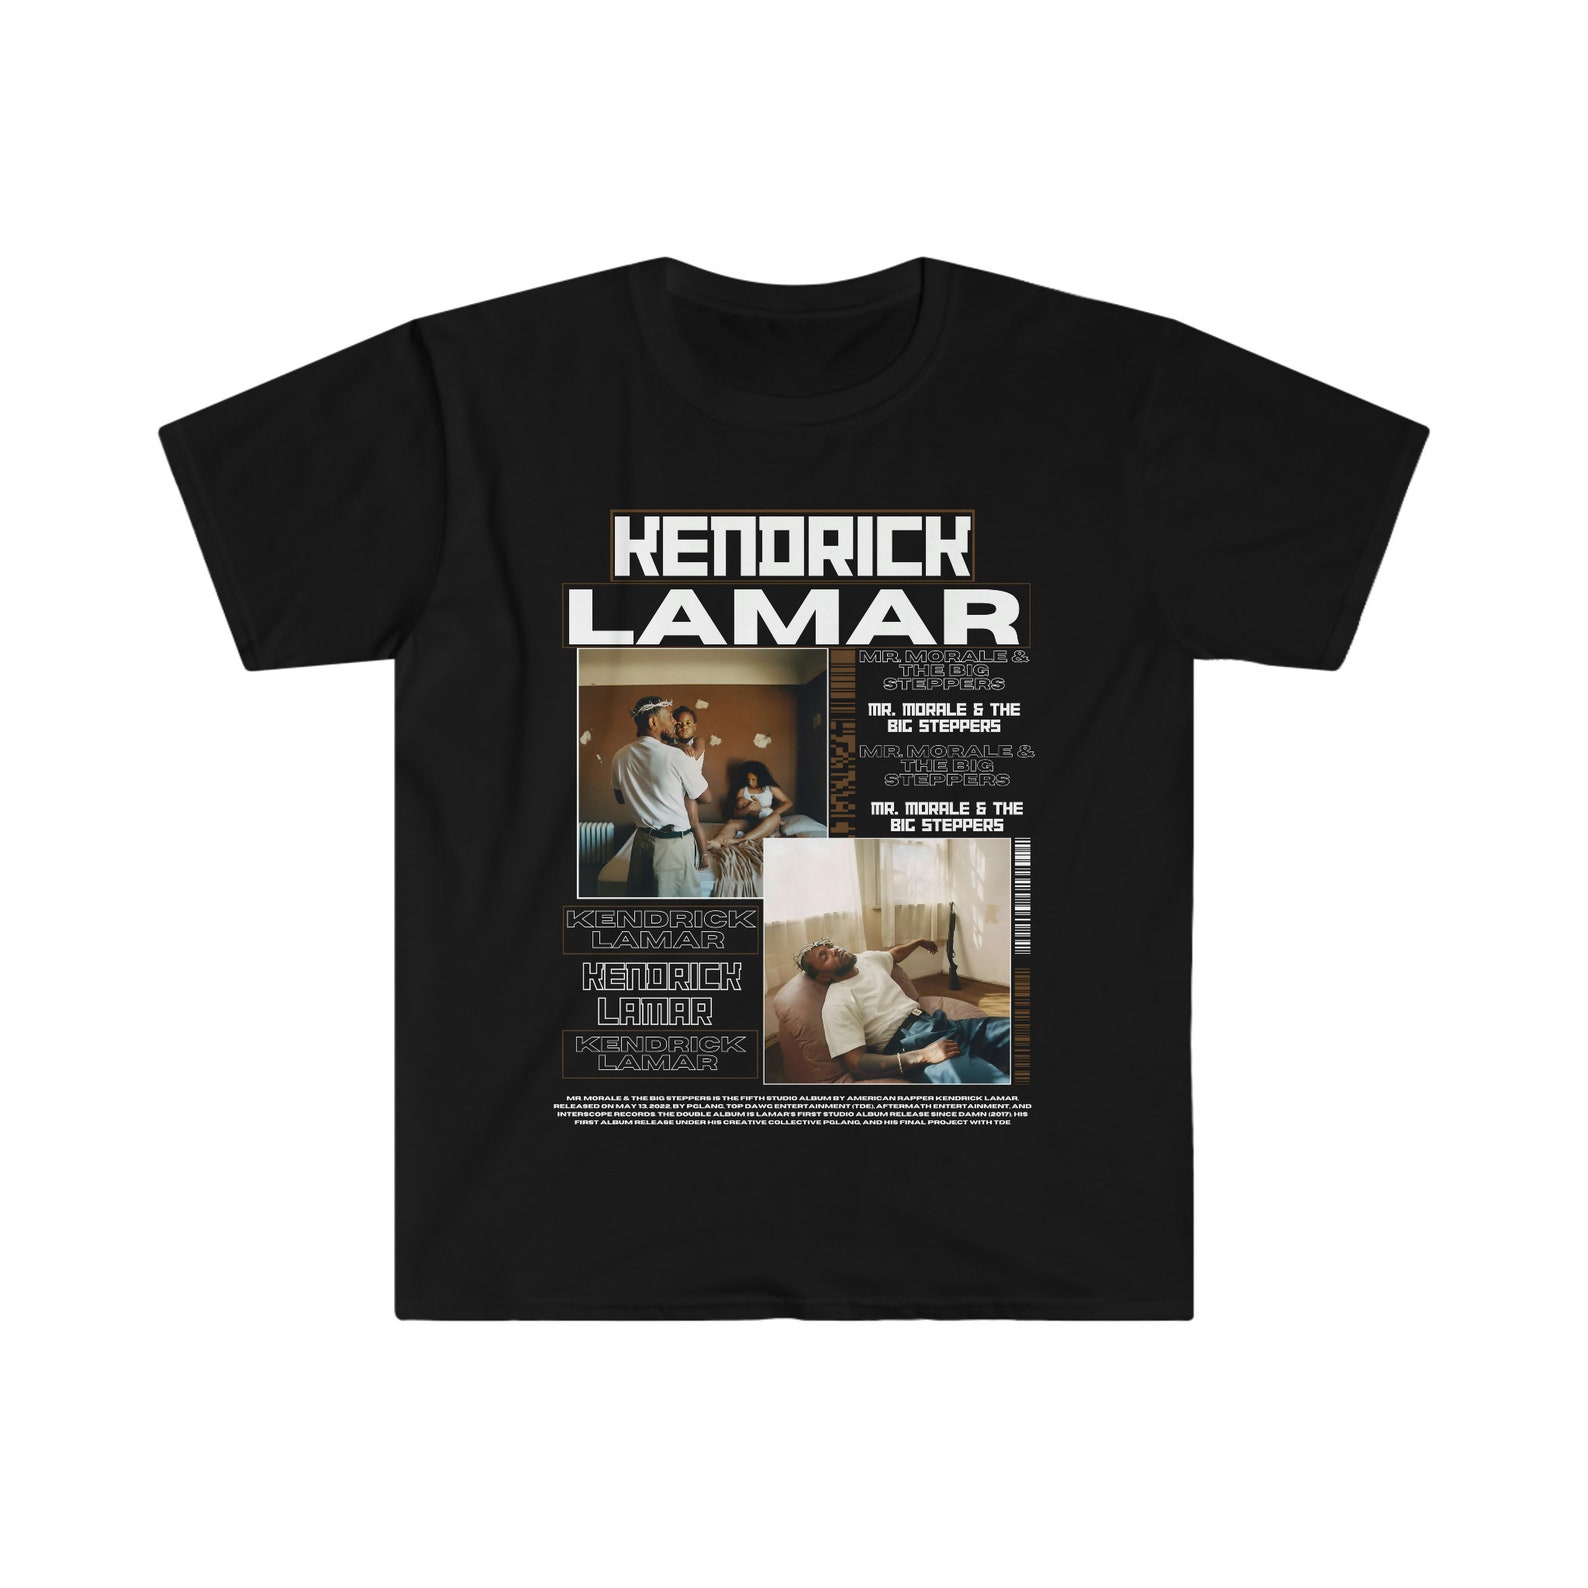 KENDRICK
LAMAR
MR. MORALE &
THE BIG
STEPPERS
MR. MORALE & THE
BIG STEPPERS
MR. MORALE &
THE BIG
STEPPERS
MR. MORALE & THE
BIG STEPPERS
KENDRICK
LAMAR
KENDRICK
LAMAR
KENDRICK
LAMAR
MR. MORALE & THE BIG STEPPERS IS THE FIFTH STUDIO ALBUM BY AMERICAN RAPPER KENDRICK LAMAR,
RELEASED ON MAY 13, 2022, BY PGLANG, TOP DAWG ENTERTAINMENT (TDE), AFTERMATH ENTERTAINMENT, AND
INTERSCOPE RECORDS. THE DOUBLE ALBUM IS LAMAR'S FIRST STUDIO ALBUM RELEASE SINCE DAMN (2017), HIS
FIRST ALBUM RELEASE UNDER HIS CREATIVE COLLECTIVE PGLANG, AND HIS FINAL PROJECT WITH TDE